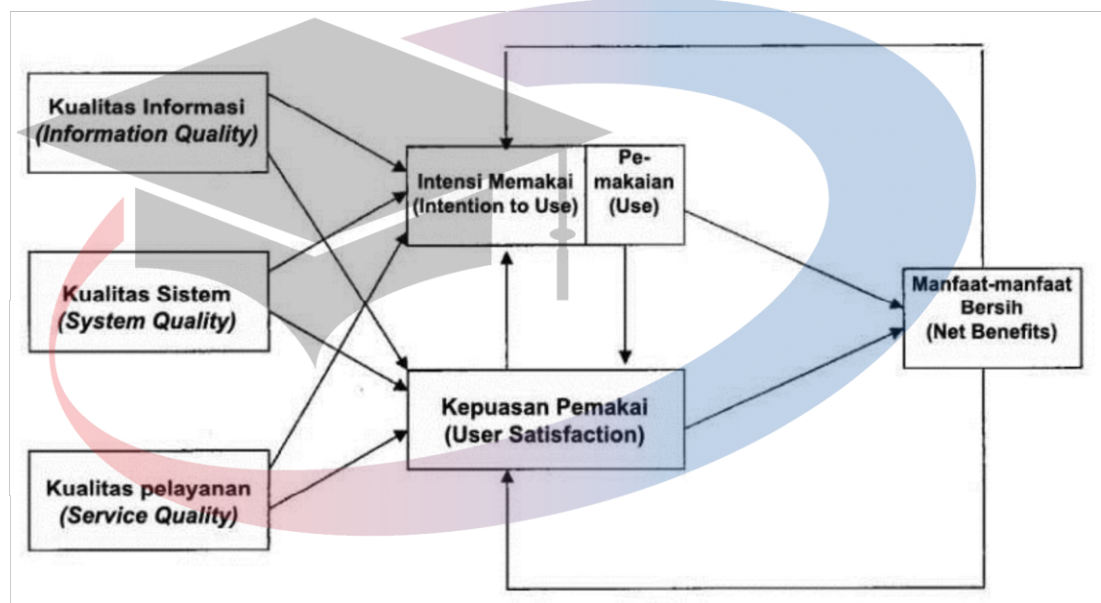 Kualitas Informasi
(Information Quality)
Kualitas Sistem
(System Quality)
Kualitas pelayanan
(Service Quality)
Intensi Memakai
(Intention to Use)
Pe-
makaian
(Use)
Kepuasan Pemakai
(User Satisfaction)
Manfaat-manfaat
Bersih
(Net Benefits)